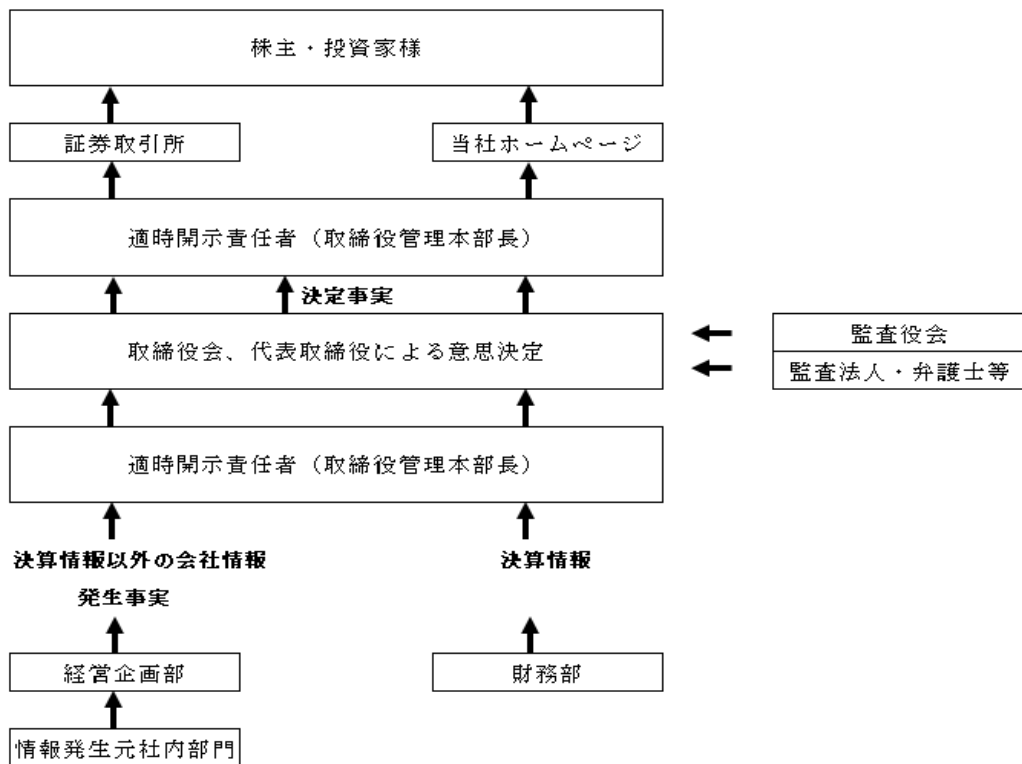 株主・投資家様
証券取引所
当社ホームページ
適時開示責任者（取締役管理本部長）
決定事実
取締役会、代表取締役による意思決定
監査役会
監査法人・弁護士等
適時開示責任者（取締役管理本部長）
決算情報以外の会社情報
決算情報
発生事実
経営企画部
財務部
情報発生元社内部門